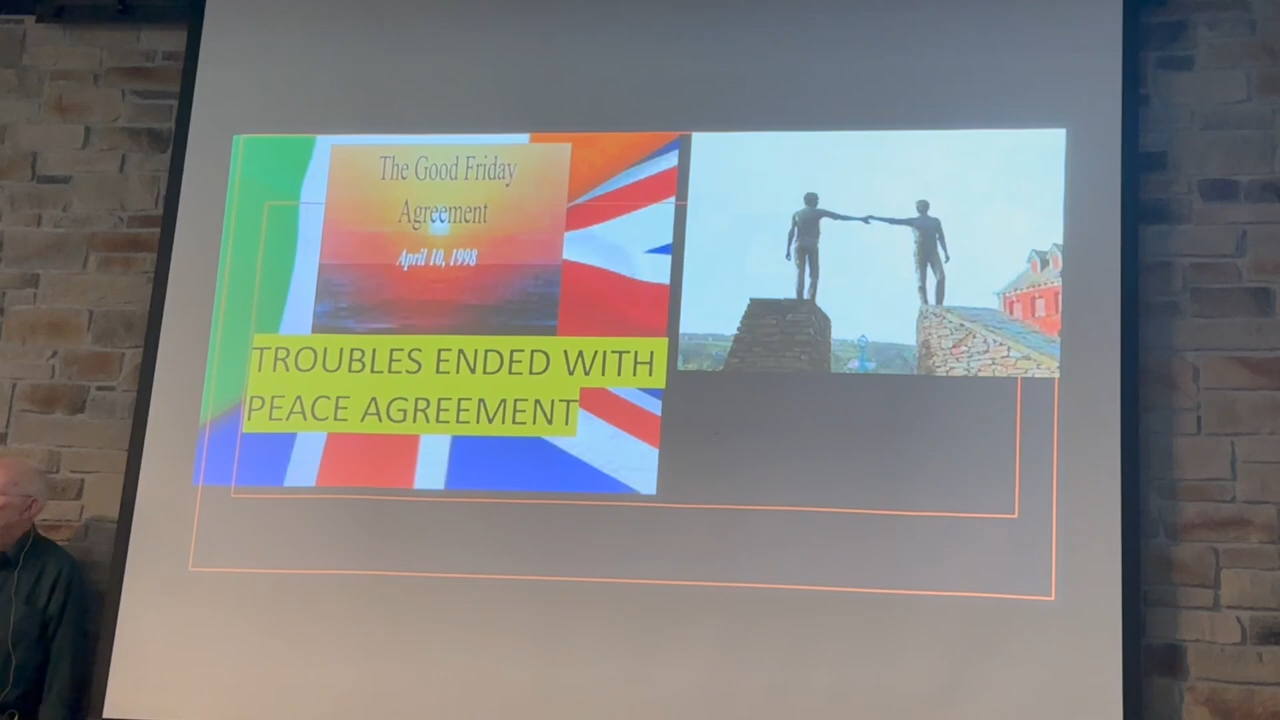 The Good Friday
Agreement
April 10, 1998
TROUBLES ENDED WITH
PEACE AGREEMENT